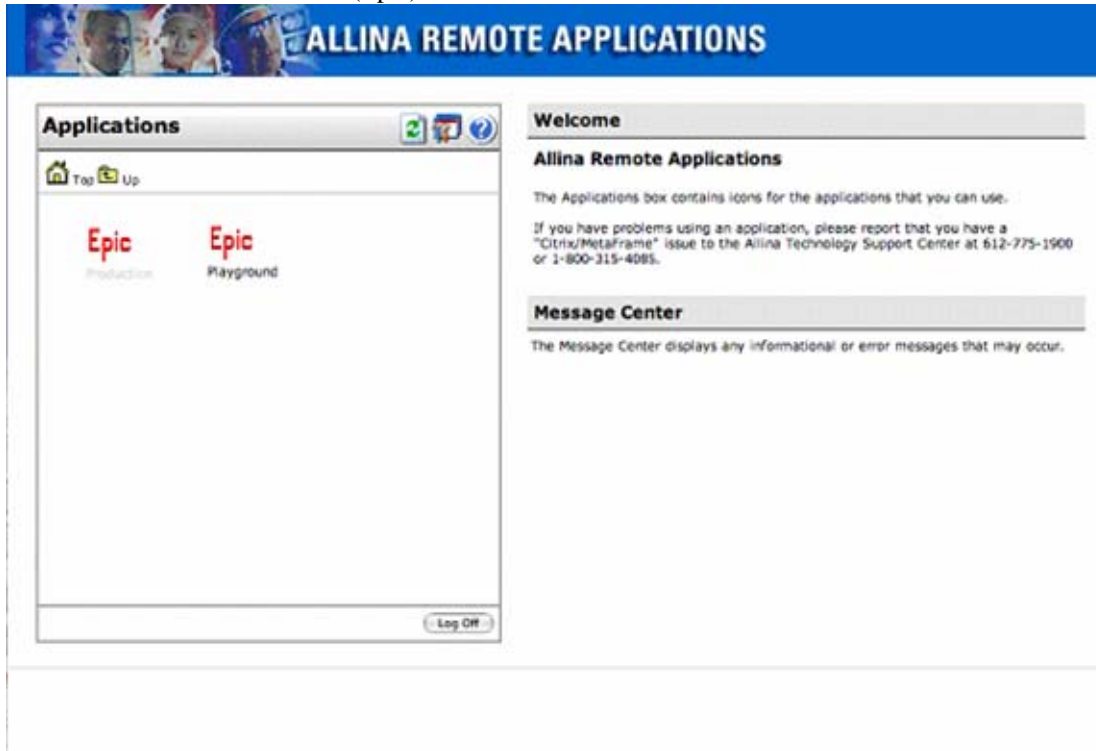 ALLINA REMOTE APPLICATIONS
Applications
Top Up
Epic Epic
Production Playground
Log Off
Welcome
Allina Remote Applications
The Applications box contains icons for the applications that you can use.
If you have problems using an application, please report that you have a
"Citrix/MetaFrame" issue to the Allina Technology Support Center at 612-775-1900
or 1-800-315-4085.
Message Center
The Message Center displays any informational or error messages that may occur.